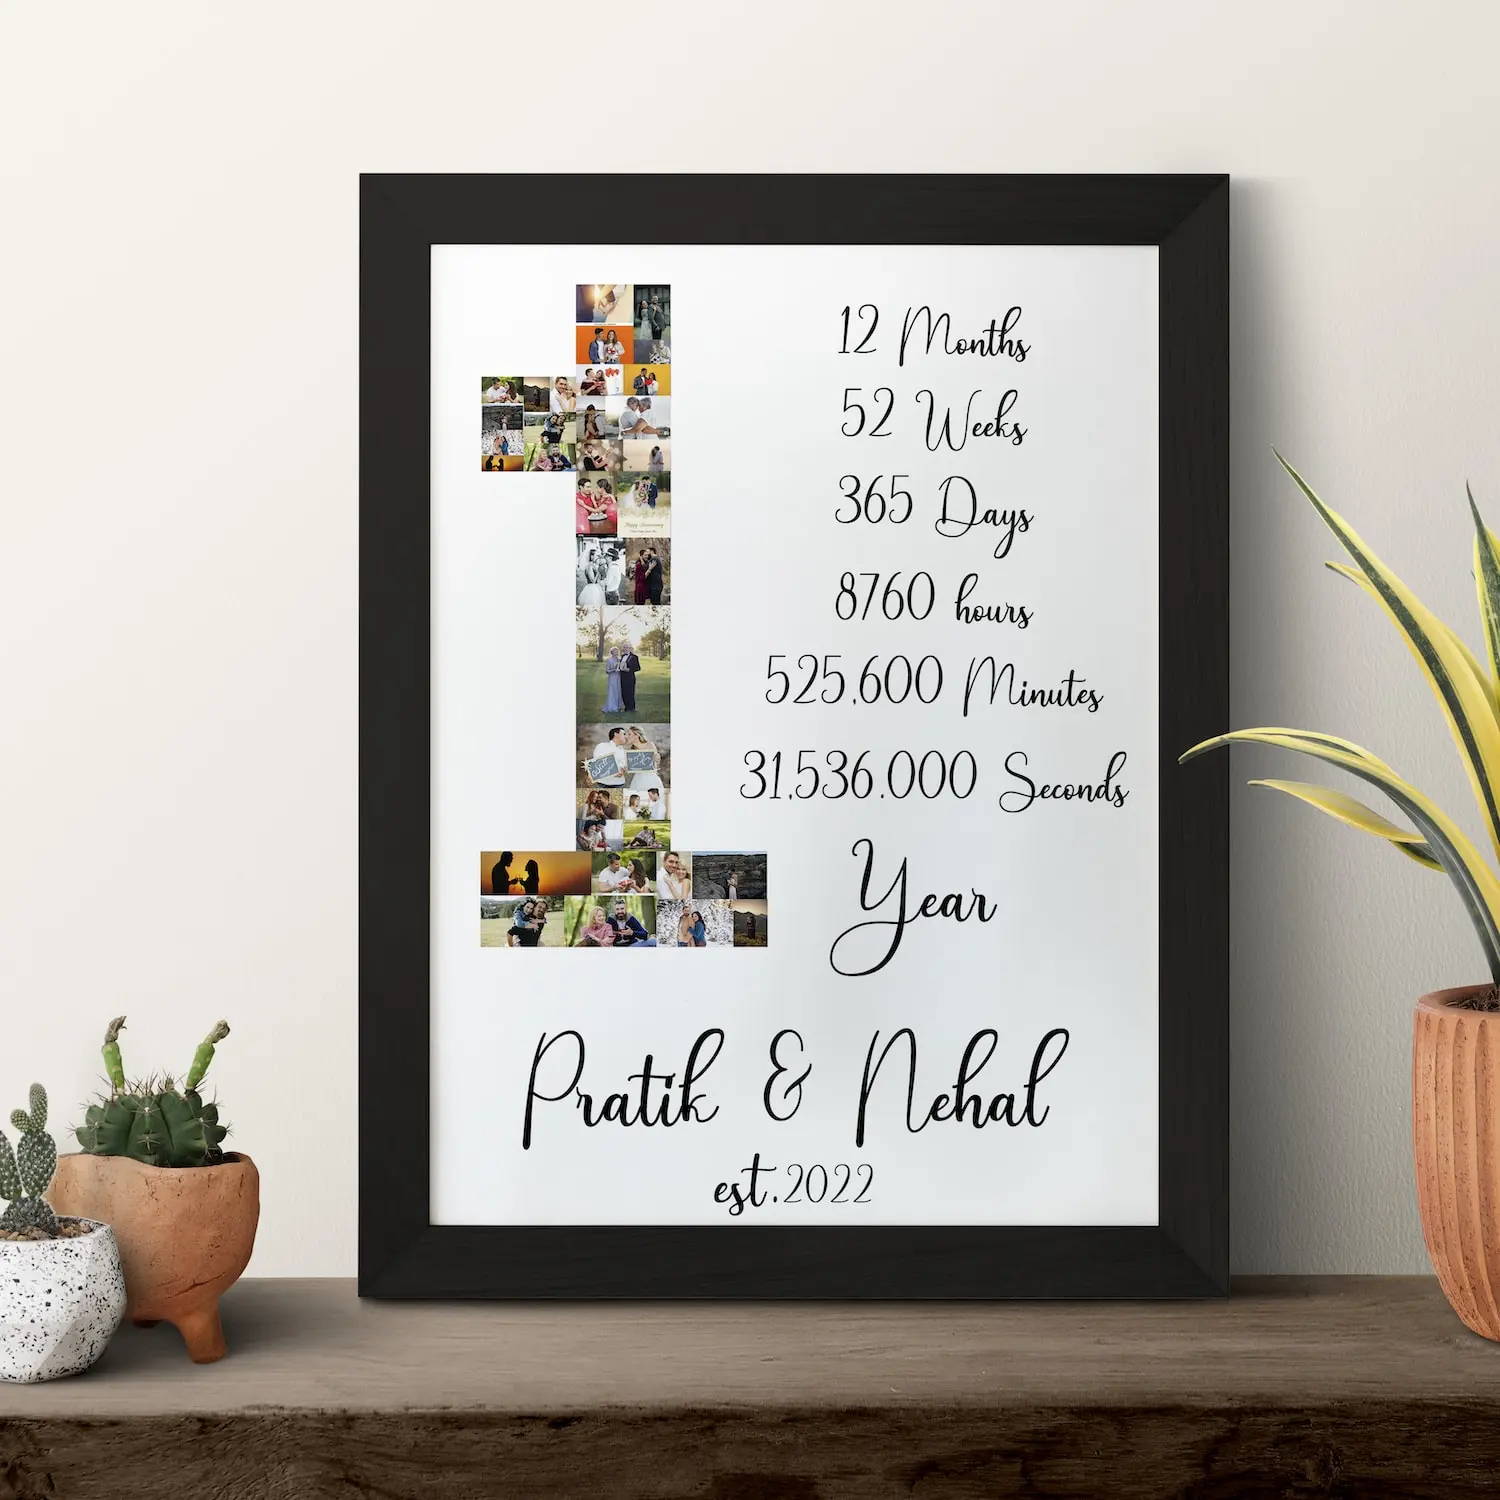 12 Months
52 Weeks
365 Days
8760 hours
525,600 Minutes
31,536.000 Seconds
Year
Pratik & Nehal
est.2022